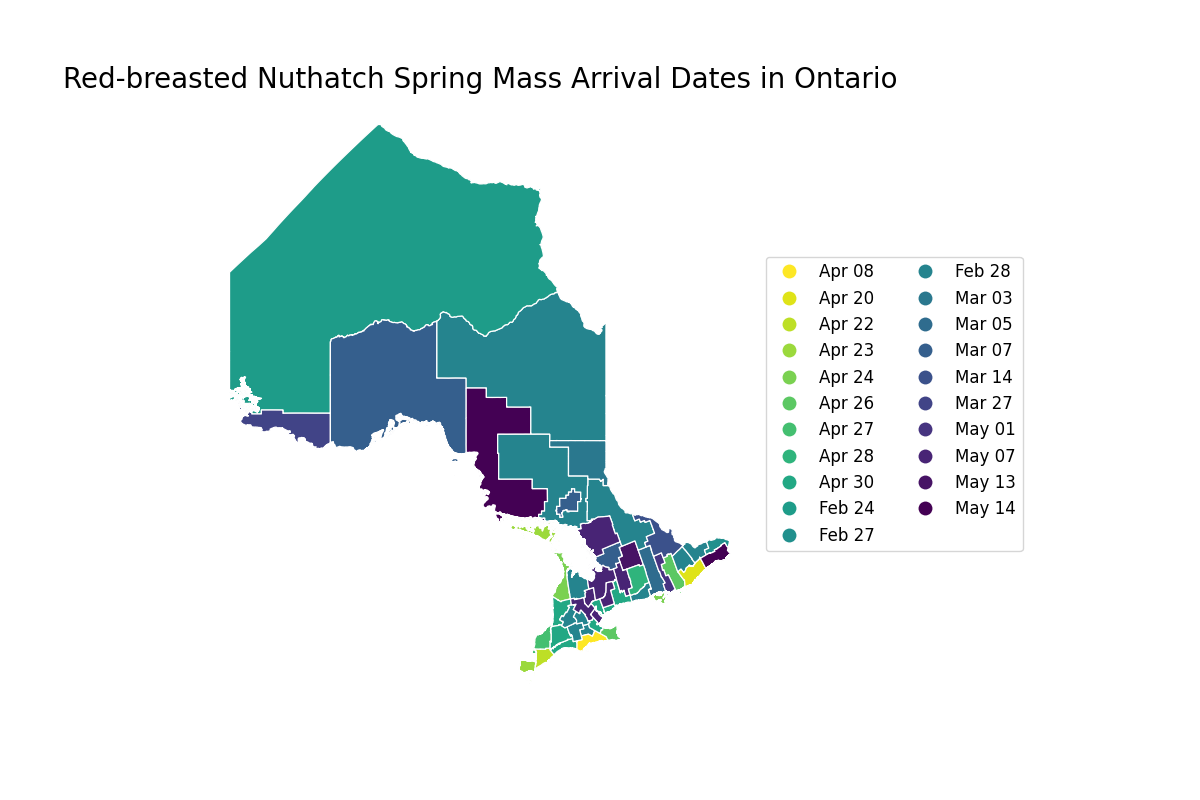 Red-breasted Nuthatch Spring Mass Arrival Dates in Ontario
Apr 08
Apr 20
Apr 22
Apr 23
Apr 24
Apr 26
Apr 27
Apr 28
Apr 30
Feb 24
Feb 27
Feb 28
Mar 03
Mar 05
Mar 07
Mar 14
Mar 27
May 01
May 07
May 13
May 14